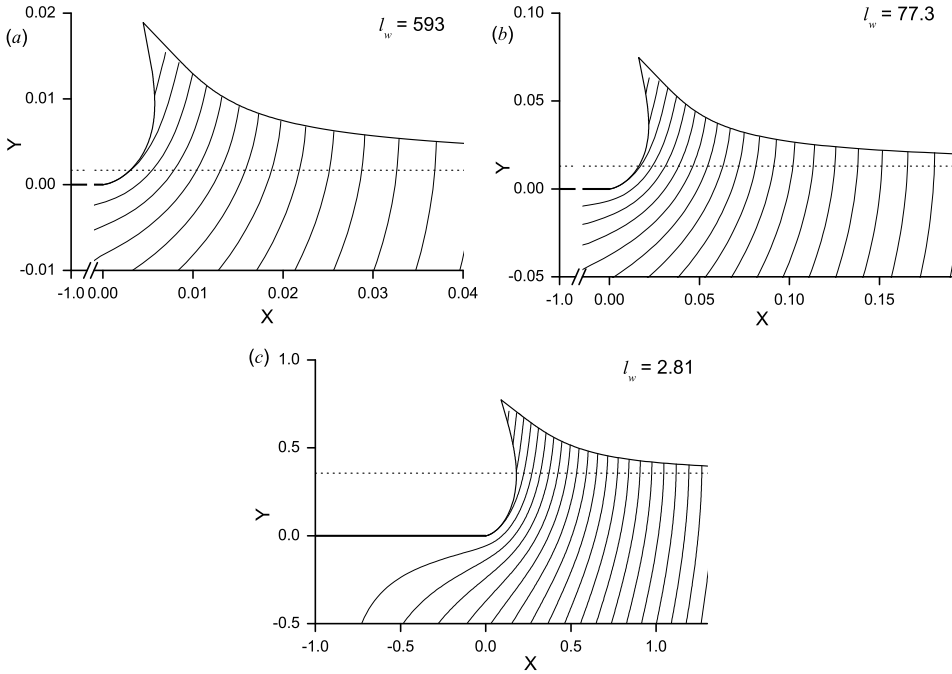 (a)
l_w = 593
0.02
0.01
0.00
-0.01
Y
-1.0 0.00 0.01 0.02 0.03 0.04
X
(b)
l_w = 77.3
0.10
0.05
0.00
-0.05
Y
-1.0 0.00 0.05 0.10 0.15
X
(c)
l_w = 2.81
1.0
0.5
0.0
-0.5
Y
-1.0 -0.5 0.0 0.5 1.0
X